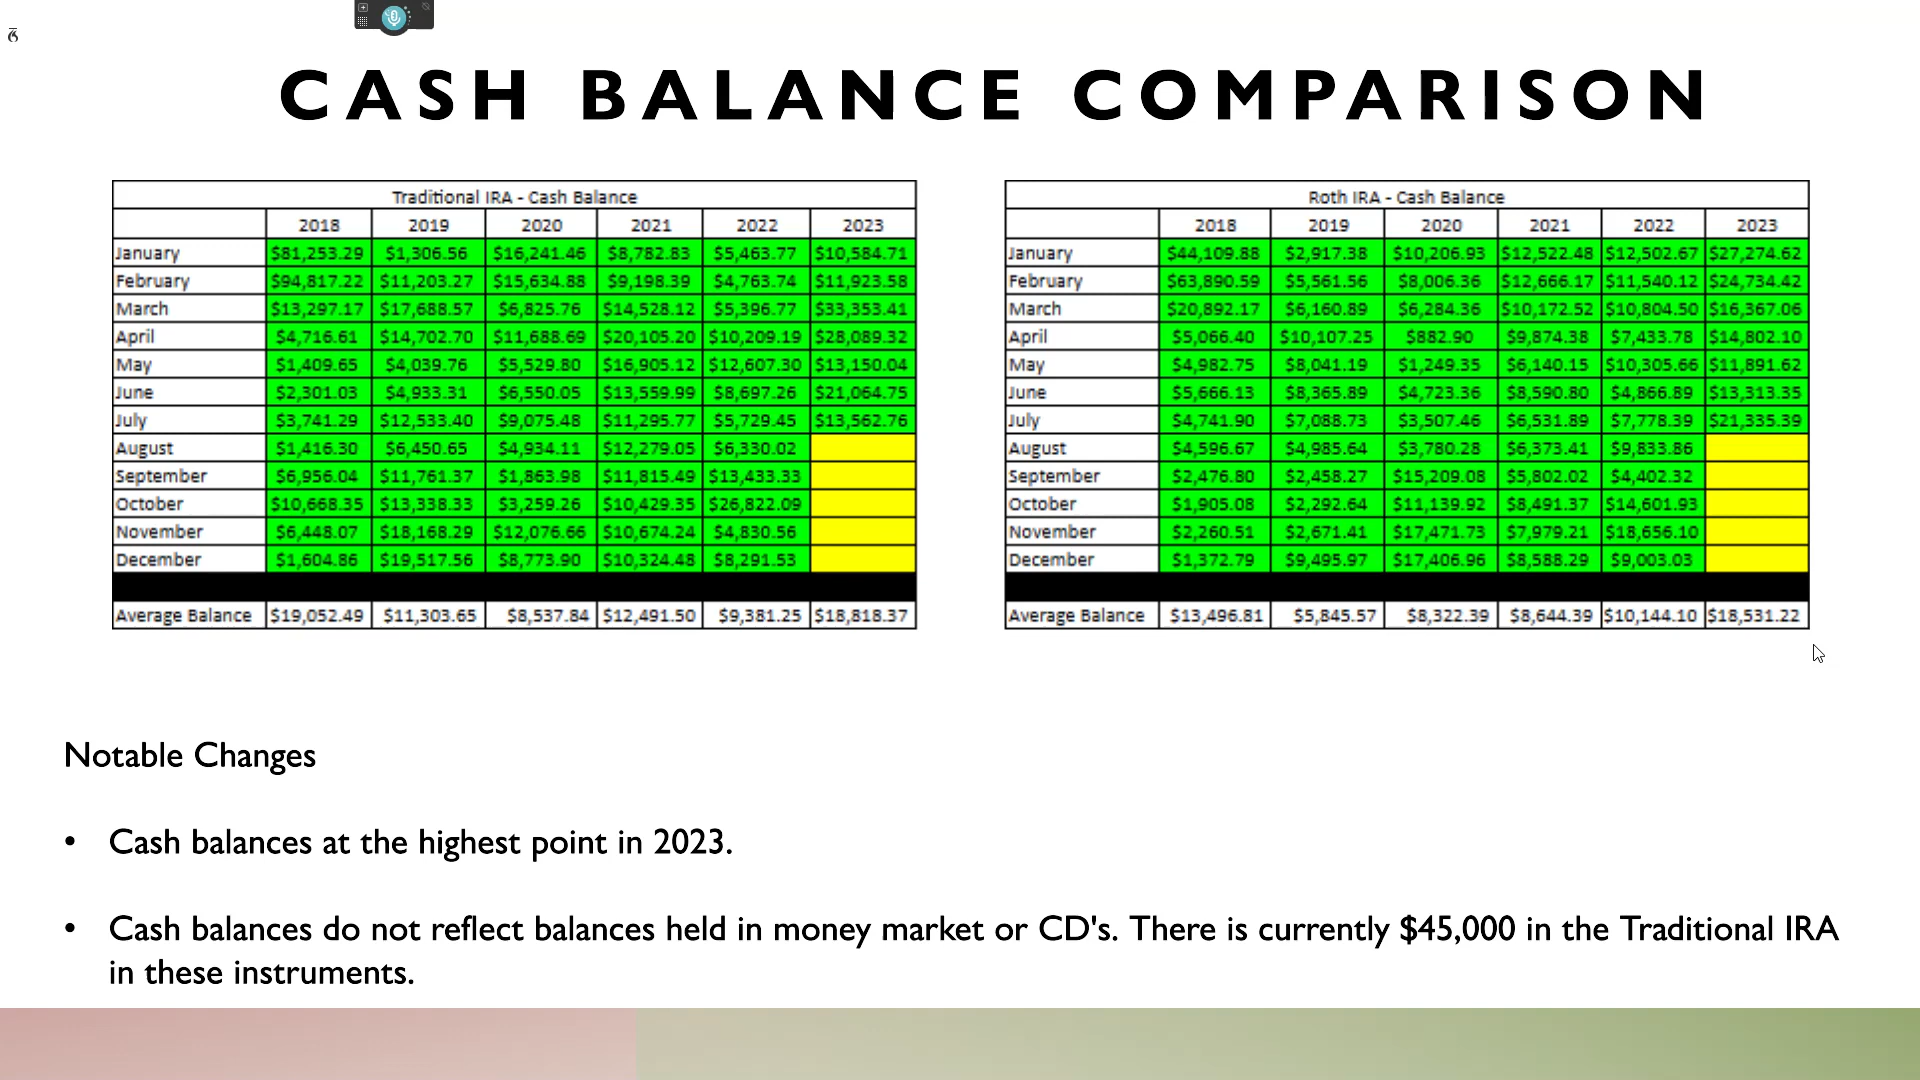 CASH BALANCE COMPARISON
Traditional IRA - Cash Balance
2018 2019 2020 2021 2022 2023
January $81,253.29 $1,306.56 $16,241.46 $8,782.83 $5,463.77 $10,584.71
February $94,817.22 $11,203.27 $15,634.88 $9,198.39 $4,763.74 $11,923.58
March $13,297.17 $17,688.57 $6,825.76 $14,528.12 $5,396.77 $33,353.41
April $4,716.61 $14,702.70 $11,688.69 $20,105.20 $10,209.19 $28,089.32
May $1,409.65 $4,039.76 $5,529.80 $16,905.12 $12,607.30 $13,150.04
June $2,301.03 $4,933.31 $6,550.05 $13,559.99 $8,697.26 $21,064.75
July $3,741.29 $12,533.40 $9,075.48 $11,295.77 $5,729.45 $13,562.76
August $1,416.30 $6,450.65 $4,934.11 $12,279.05 $6,330.02
September $6,956.04 $11,761.37 $1,863.98 $11,815.49 $13,433.33
October $10,668.35 $13,338.33 $3,259.26 $10,429.35 $26,822.09
November $6,448.07 $18,168.29 $12,076.66 $10,674.24 $4,830.56
December $1,604.86 $19,517.56 $8,773.90 $10,324.48 $8,291.53
Average Balance $19,052.49 $11,303.65 $8,537.84 $12,491.50 $9,381.25 $18,818.37
Roth IRA - Cash Balance
2018 2019 2020 2021 2022 2023
January $44,109.88 $2,917.38 $10,206.93 $12,522.48 $12,502.67 $27,274.62
February $63,890.59 $5,561.56 $8,006.36 $12,666.17 $11,540.12 $24,734.42
March $20,892.17 $6,160.89 $6,284.36 $10,172.52 $10,804.50 $16,367.06
April $5,066.40 $10,107.25 $882.90 $9,874.38 $7,433.78 $14,802.10
May $4,982.75 $8,041.19 $1,249.35 $6,140.15 $10,305.66 $11,891.62
June $5,666.13 $8,365.89 $4,723.36 $8,590.80 $4,866.89 $13,313.35
July $4,741.90 $7,088.73 $3,507.46 $6,531.89 $7,778.39 $21,335.39
August $4,596.67 $4,985.64 $3,780.28 $6,373.41 $9,833.86
September $2,476.80 $2,458.27 $15,209.08 $5,802.02 $4,402.32
October $1,905.08 $2,292.64 $11,139.92 $8,491.37 $14,601.93
November $2,260.51 $2,671.41 $17,471.73 $7,979.21 $18,656.10
December $1,372.79 $9,495.97 $17,406.96 $8,588.29 $9,003.03
Average Balance $13,496.81 $5,845.57 $8,322.39 $8,644.39 $10,144.10 $18,531.22
Notable Changes
• Cash balances at the highest point in 2023.
• Cash balances do not reflect balances held in money market or CD's. There is currently $45,000 in the Traditional IRA
in these instruments.